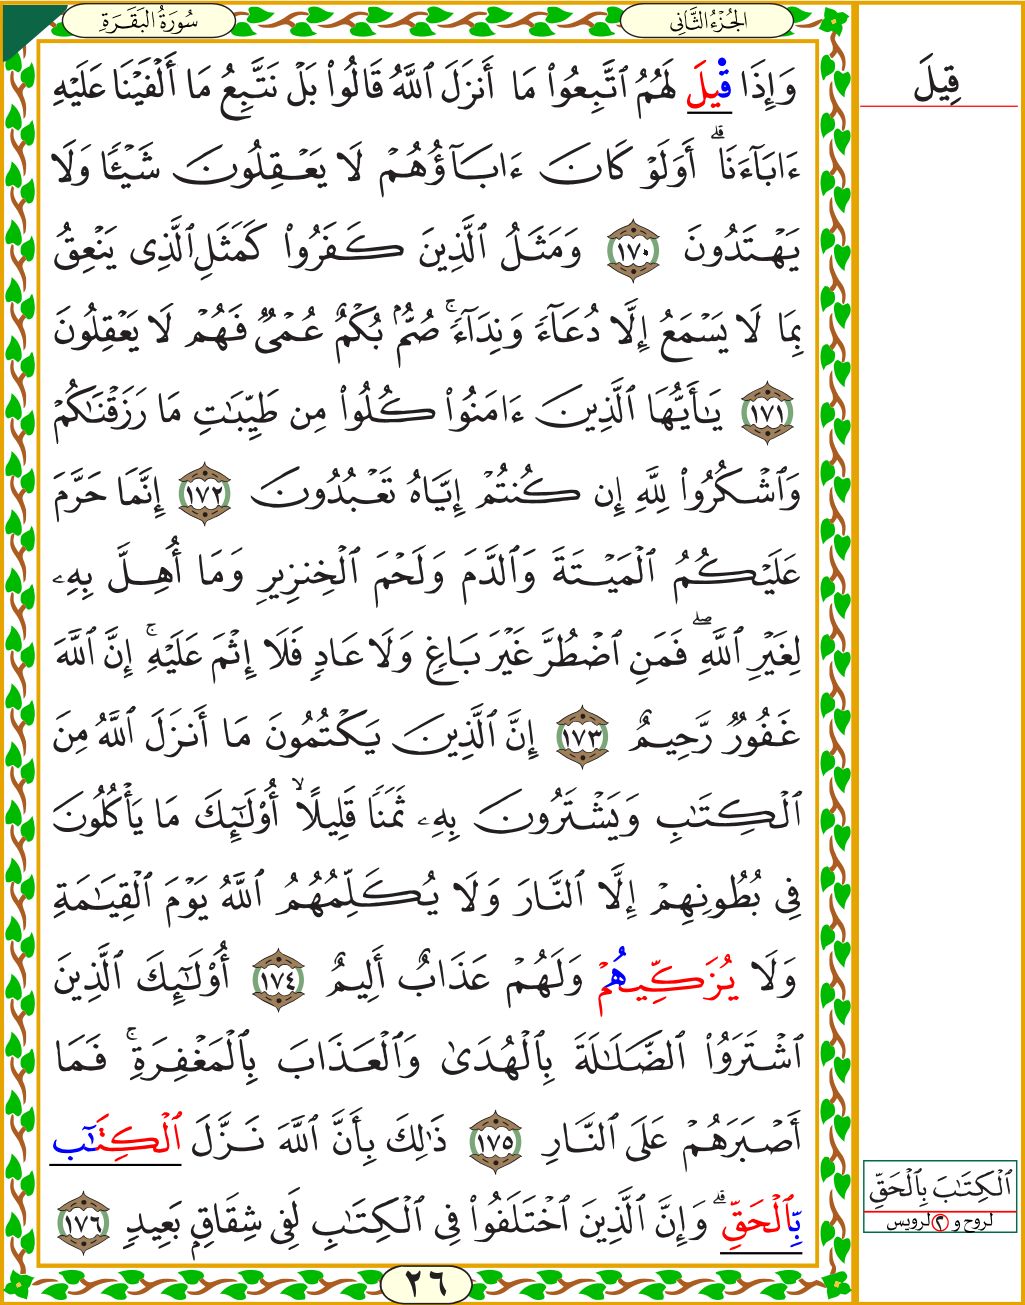 سُورَةُ البَقَرَةِ
الجُزْءُ الثَّانِي
وَإِذَا قِيلَ لَهُمُ ٱتَّبِعُوا۟ مَا أَنزَلَ ٱللَّهُ قَالُوا۟ بَلْ نَتَّبِعُ مَا أَلْفَيْنَا عَلَيْهِ
ءَابَآءَنَا ۗ أَوَلَوْ كَانَ ءَابَآؤُهُمْ لَا يَعْقِلُونَ شَيْـًٔا وَلَا
يَهْتَدُونَ ١٧٠ وَمَثَلُ ٱلَّذِينَ كَفَرُوا۟ كَمَثَلِ ٱلَّذِى يَنْعِقُ
بِمَا لَا يَسْمَعُ إِلَّا دُعَآءً وَنِدَآءً ۚ صُمٌّۢ بُكْمٌ عُمْىٌ فَهُمْ لَا يَعْقِلُونَ
١٧١ يَـٰأَيُّهَا ٱلَّذِينَ ءَامَنُوا۟ كُلُوا۟ مِن طَيِّبَـٰتِ مَا رَزَقْنَـٰكُمْ
وَٱشْكُرُوا۟ لِلَّهِ إِن كُنتُمْ إِيَّاهُ تَعْبُدُونَ ١٧٢ إِنَّمَا حَرَّمَ
عَلَيْكُمُ ٱلْمَيْتَةَ وَٱلدَّمَ وَلَحْمَ ٱلْخِنزِيرِ وَمَا أُهِلَّ بِهِۦ
لِغَيْرِ ٱللَّهِ ۖ فَمَنِ ٱضْطُرَّ غَيْرَ بَاغٍ وَلَا عَادٍ فَلَا إِثْمَ عَلَيْهِ ۚ إِنَّ ٱللَّهَ
غَفُورٌ رَّحِيمٌ ١٧٣ إِنَّ ٱلَّذِينَ يَكْتُمُونَ مَا أَنزَلَ ٱللَّهُ مِنَ
ٱلْكِتَـٰبِ وَيَشْتَرُونَ بِهِۦ ثَمَنًا قَلِيلًا ۙ أُو۟لَـٰٓئِكَ مَا يَأْكُلُونَ
فِى بُطُونِهِمْ إِلَّا ٱلنَّارَ وَلَا يُكَلِّمُهُمُ ٱللَّهُ يَوْمَ ٱلْقِيَـٰمَةِ
وَلَا يُزَكِّيهُمْ وَلَهُمْ عَذَابٌ أَلِيمٌ ١٧٤ أُو۟لَـٰٓئِكَ ٱلَّذِينَ
ٱشْتَرَوُا۟ ٱلضَّلَـٰلَةَ بِٱلْهُدَىٰ وَٱلْعَذَابَ بِٱلْمَغْفِرَةِ ۚ فَمَا
أَصْبَرَهُمْ عَلَى ٱلنَّارِ ١٧٥ ذَٰلِكَ بِأَنَّ ٱللَّهَ نَزَّلَ ٱلْكِتَـٰب
بِّٱلْحَقِّ ۗ وَإِنَّ ٱلَّذِينَ ٱخْتَلَفُوا۟ فِى ٱلْكِتَـٰبِ لَفِى شِقَاقٍۭ بَعِيدٍ ١٧٦
٢٦
قِيلَ
ٱلْكِتَـٰبَ بِٱلْحَقِّ
لروح و ٢ لرويس